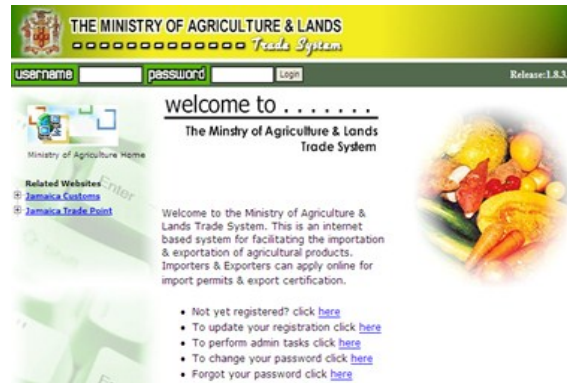 THE MINISTRY OF AGRICULTURE & LANDS
Trade System
username
password
Login
Release:1.8.3.
welcome to . . . . . . .
The Minstry of Agriculture & Lands
Trade System
Ministry of Agriculture Home
Related Websites
Jamaica Customs
Jamaica Trade Point
Enter
Welcome to the Ministry of Agriculture &
Lands Trade System. This is an internet
based system for facilitating the importation
& exportation of agricultural products.
Importers & Exporters can apply online for
import permits & export certification.
• Not yet registered? click here
• To update your registration click here
• To perform admin tasks click here
• To change your password click here
• Forgot your password click here